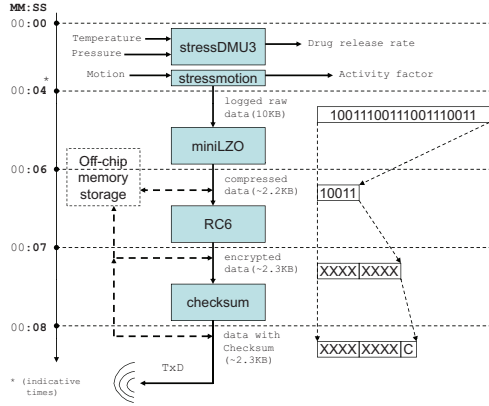 MM:SS
00:00
Temperature
Pressure
stressDMU3
Drug release rate
Motion
stressmotion
Activity factor
*
00:04
logged raw
data(10KB)
10011100111001110011
miniLZO
00:06
Off-chip
memory
storage
compressed
data(~2.2KB)
10011
RC6
00:07
encrypted
data(~2.3KB)
XXXX XXXX
checksum
00:08
data with
Checksum
(~2.3KB)
XXXX XXXX C
TxD
* (indicative
times)